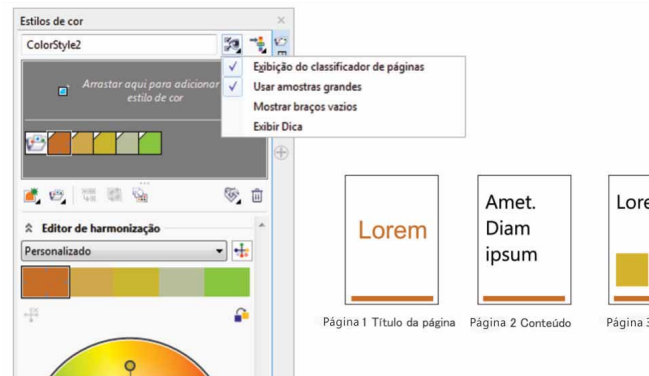 Estilos de cor
ColorStyle2
Exibição do classificador de páginas
Usar amostras grandes
Mostrar braços vazios
Exibir Dica
Arrastar aqui para adicionar
estilo de cor
Editor de harmonização
Personalizado
Lorem
Amet.
Diam
ipsum
Lore
Página 1 Título da página
Página 2 Conteúdo
Página 3